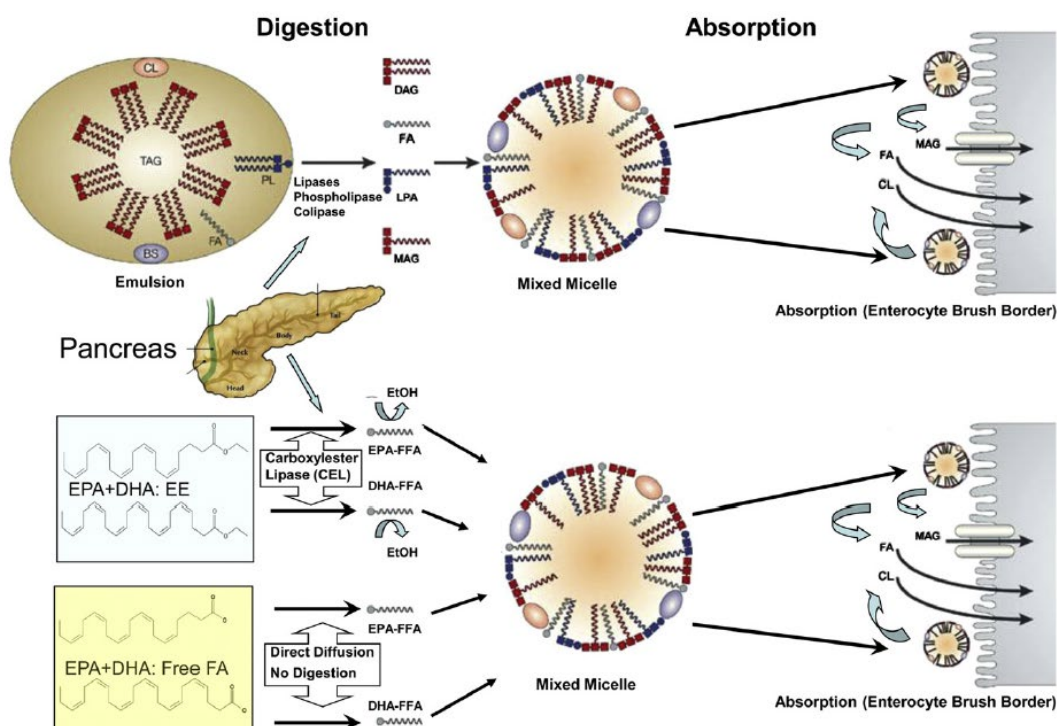 Digestion
Absorption
CL
TAG
PL
FA
BS
Emulsion
Lipases
Phospholipase
Colipase
DAG
FA
LPA
MAG
Mixed Micelle
MAG
FA
CL
Absorption (Enterocyte Brush Border)
Pancreas
Tail
Body
Neck
Head
EPA+DHA: EE
O
O
O
O
Carboxylester
Lipase (CEL)
EtOH
EPA-FFA
DHA-FFA
EtOH
EPA+DHA: Free FA
Direct Diffusion
No Digestion
EPA-FFA
DHA-FFA
Mixed Micelle
MAG
FA
CL
Absorption (Enterocyte Brush Border)